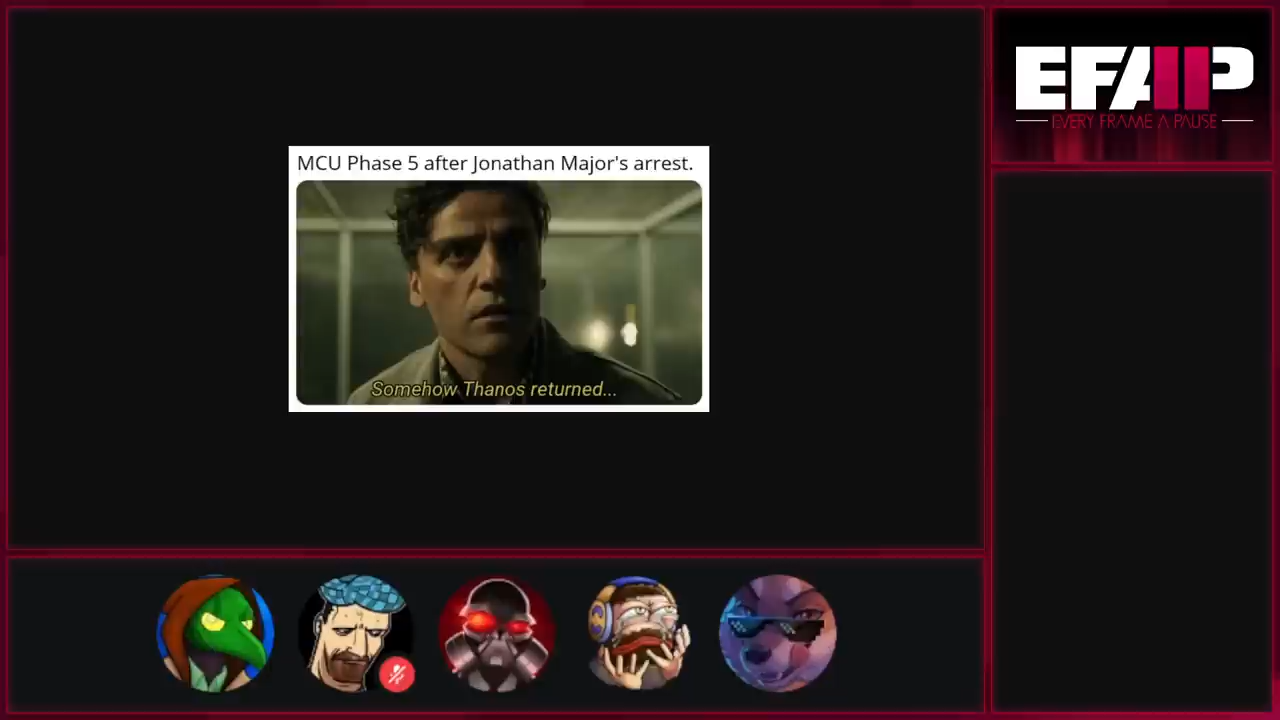 MCU Phase 5 after Jonathan Major's arrest.
Somehow Thanos returned...
EFAP
EVERY FRAME A PAUSE